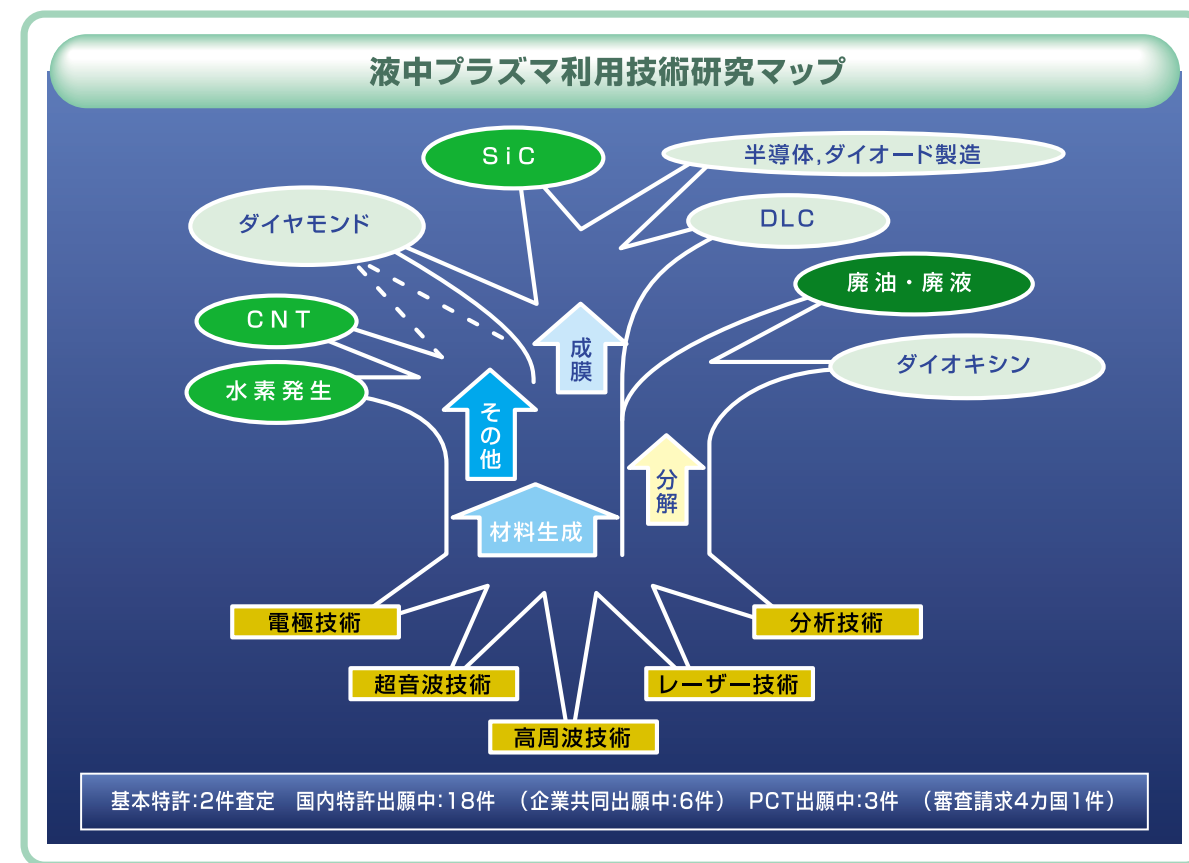 液中プラズマ利用技術研究マップ
SiC
半導体,ダイオード製造
ダイヤモンド
DLC
廃油・廃液
CNT
ダイオキシン
水素発生
成膜
その他
分解
材料生成
電極技術
分析技術
超音波技術
レーザー技術
高周波技術
基本特許:2件査定 国内特許出願中:18件 (企業共同出願中:6件) PCT出願中:3件 (審査請求4カ国1件)